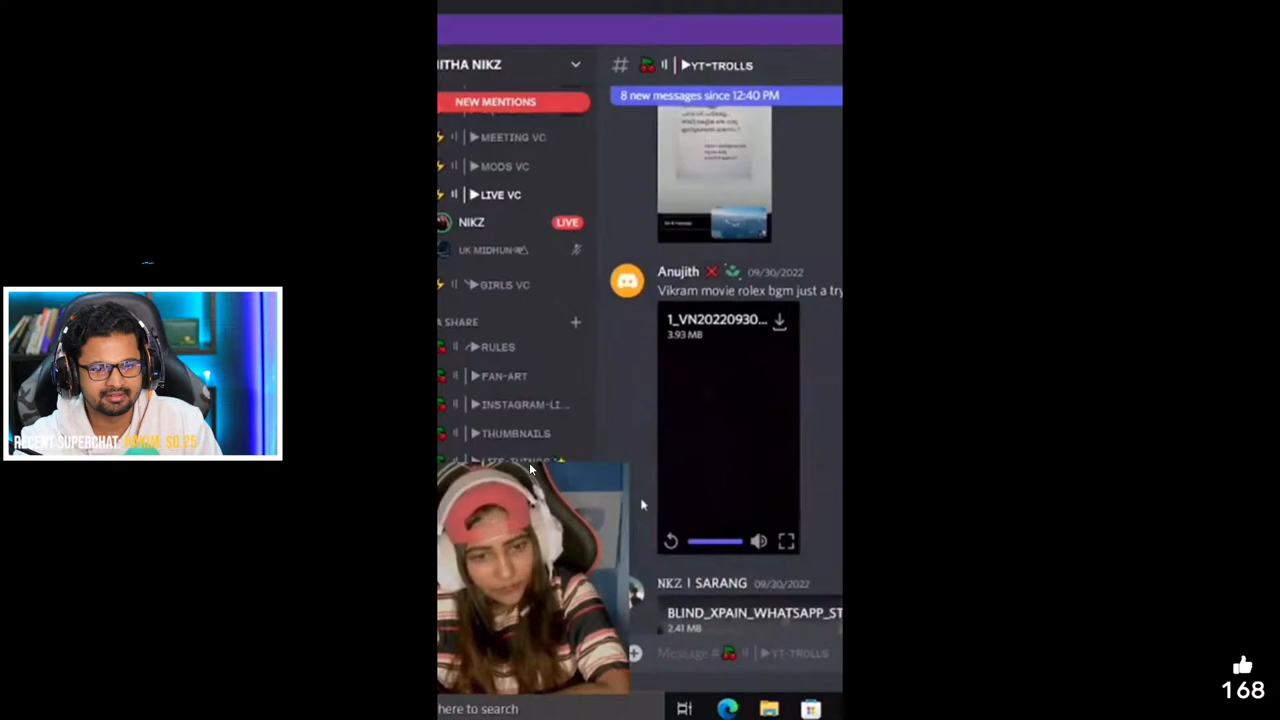 ITHA NIKZ
NEW MENTIONS
MEETING VC
MODS VC
LIVE VC
NIKZ
LIVE
UK MIDHUN
GIRLS VC
A SHARE
RULES
FAN-ART
INSTAGRAM-LI...
THUMBNAILS
# YT-TROLLS
8 new messages since 12:40 PM
Anujith 09/30/2022
Vikram movie rolex bgm just a try
1_VN20220930...
3.93 MB
NKZ | SARANG 09/30/2022
BLIND_XPAIN_WHATSAPP_ST
2.41 MB
Message # YT-TROLLS
here to search
RECENT SUPERCHAT: HAKIM: $0.25
168